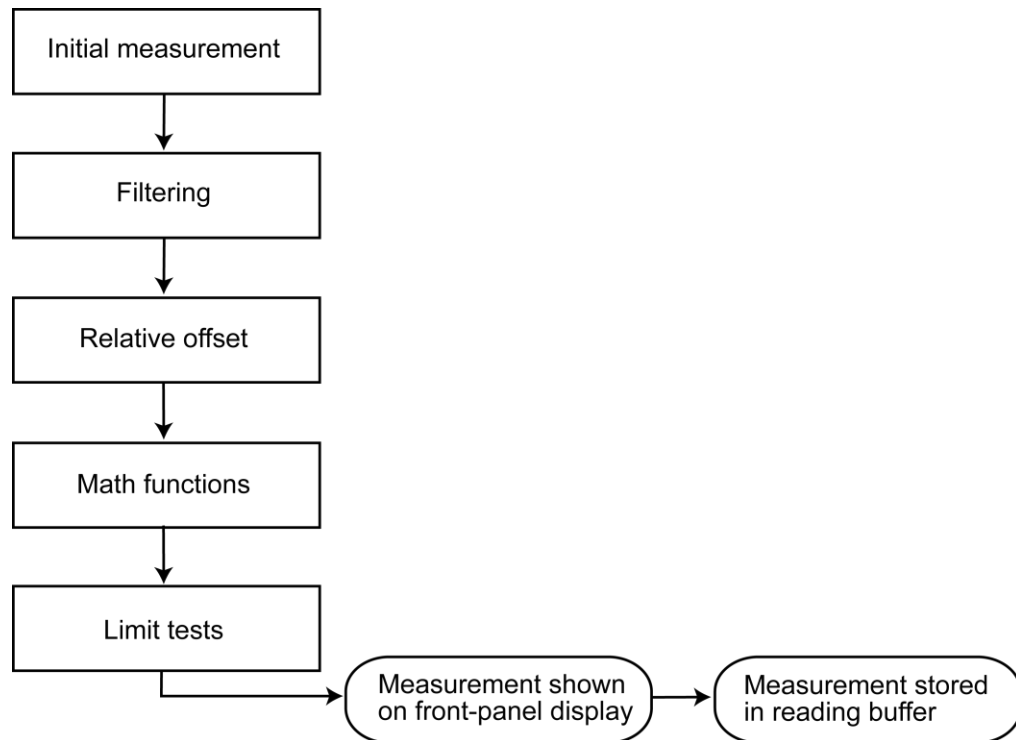 Initial measurement
Filtering
Relative offset
Math functions
Limit tests
Measurement shown
on front-panel display
Measurement stored
in reading buffer